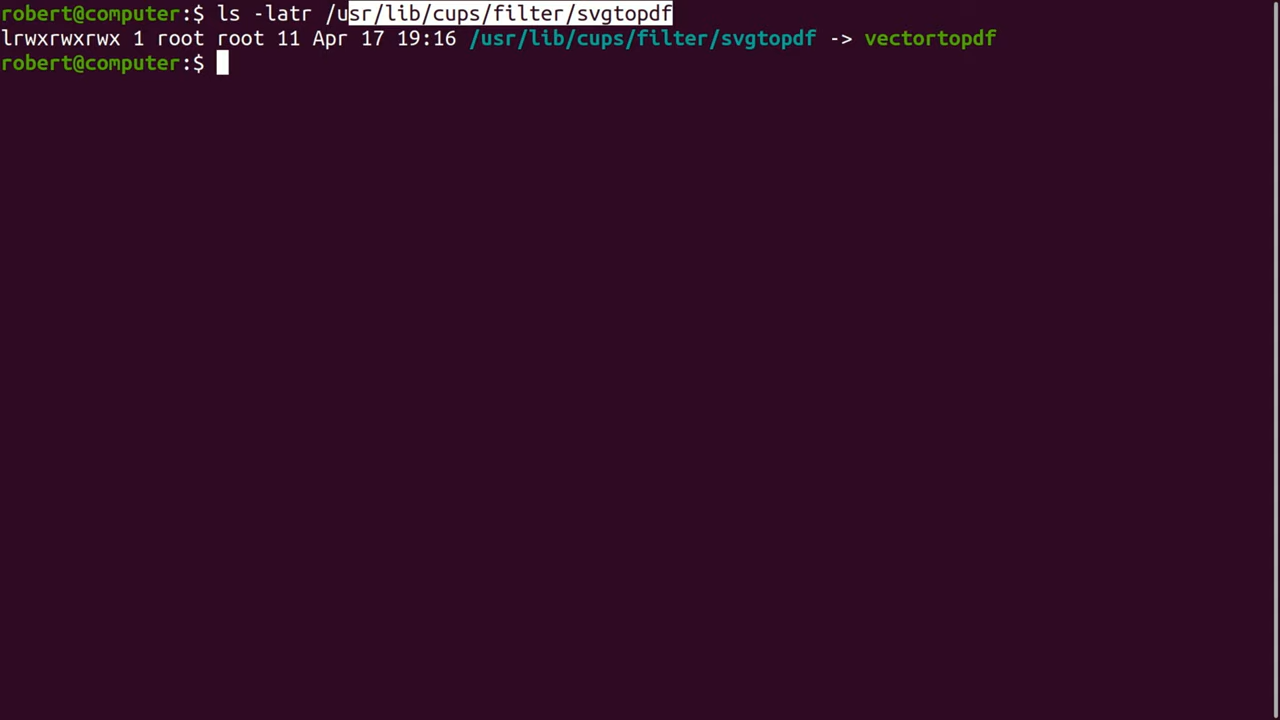 robert@computer:$ ls -latr /usr/lib/cups/filter/svgtopdf
lrwxrwxrwx 1 root root 11 Apr 17 19:16 /usr/lib/cups/filter/svgtopdf -> vectortopdf
robert@computer:$